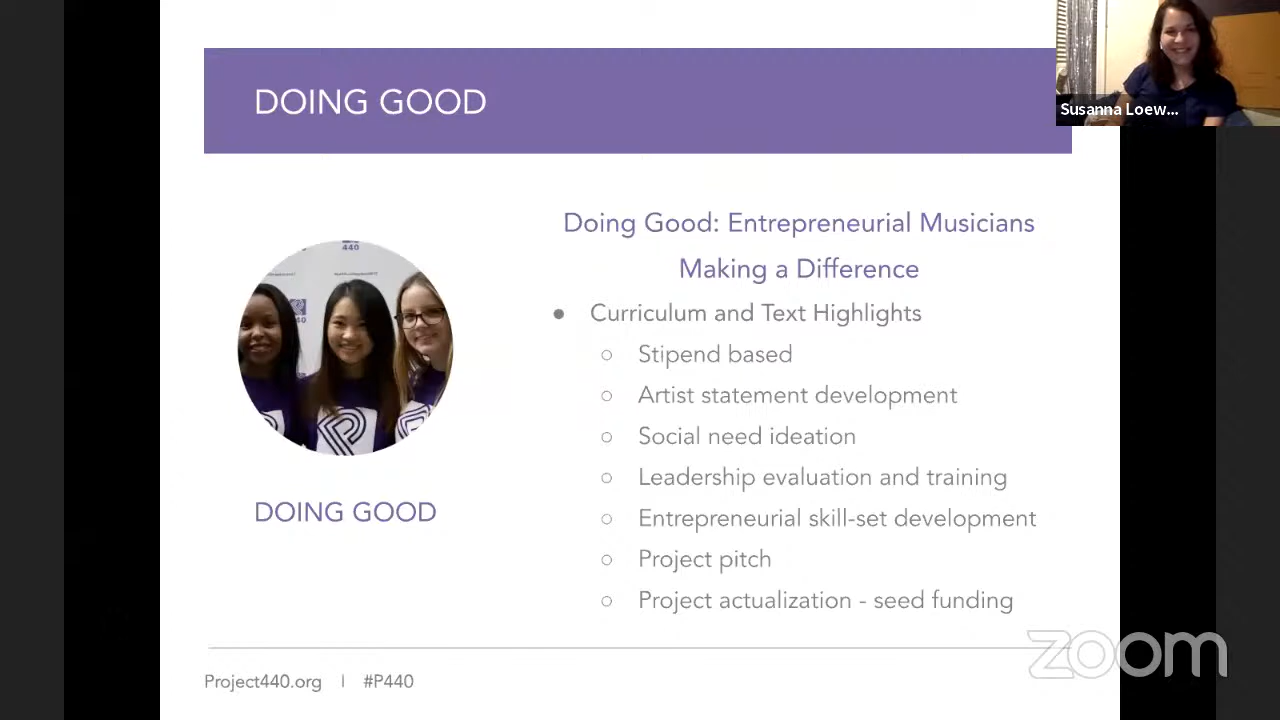 DOING GOOD
Susanna Loew...
Doing Good: Entrepreneurial Musicians
Making a Difference
● Curriculum and Text Highlights
○ Stipend based
○ Artist statement development
○ Social need ideation
○ Leadership evaluation and training
○ Entrepreneurial skill-set development
○ Project pitch
○ Project actualization - seed funding
440
DOING GOOD
zoom
Project440.org | #P440